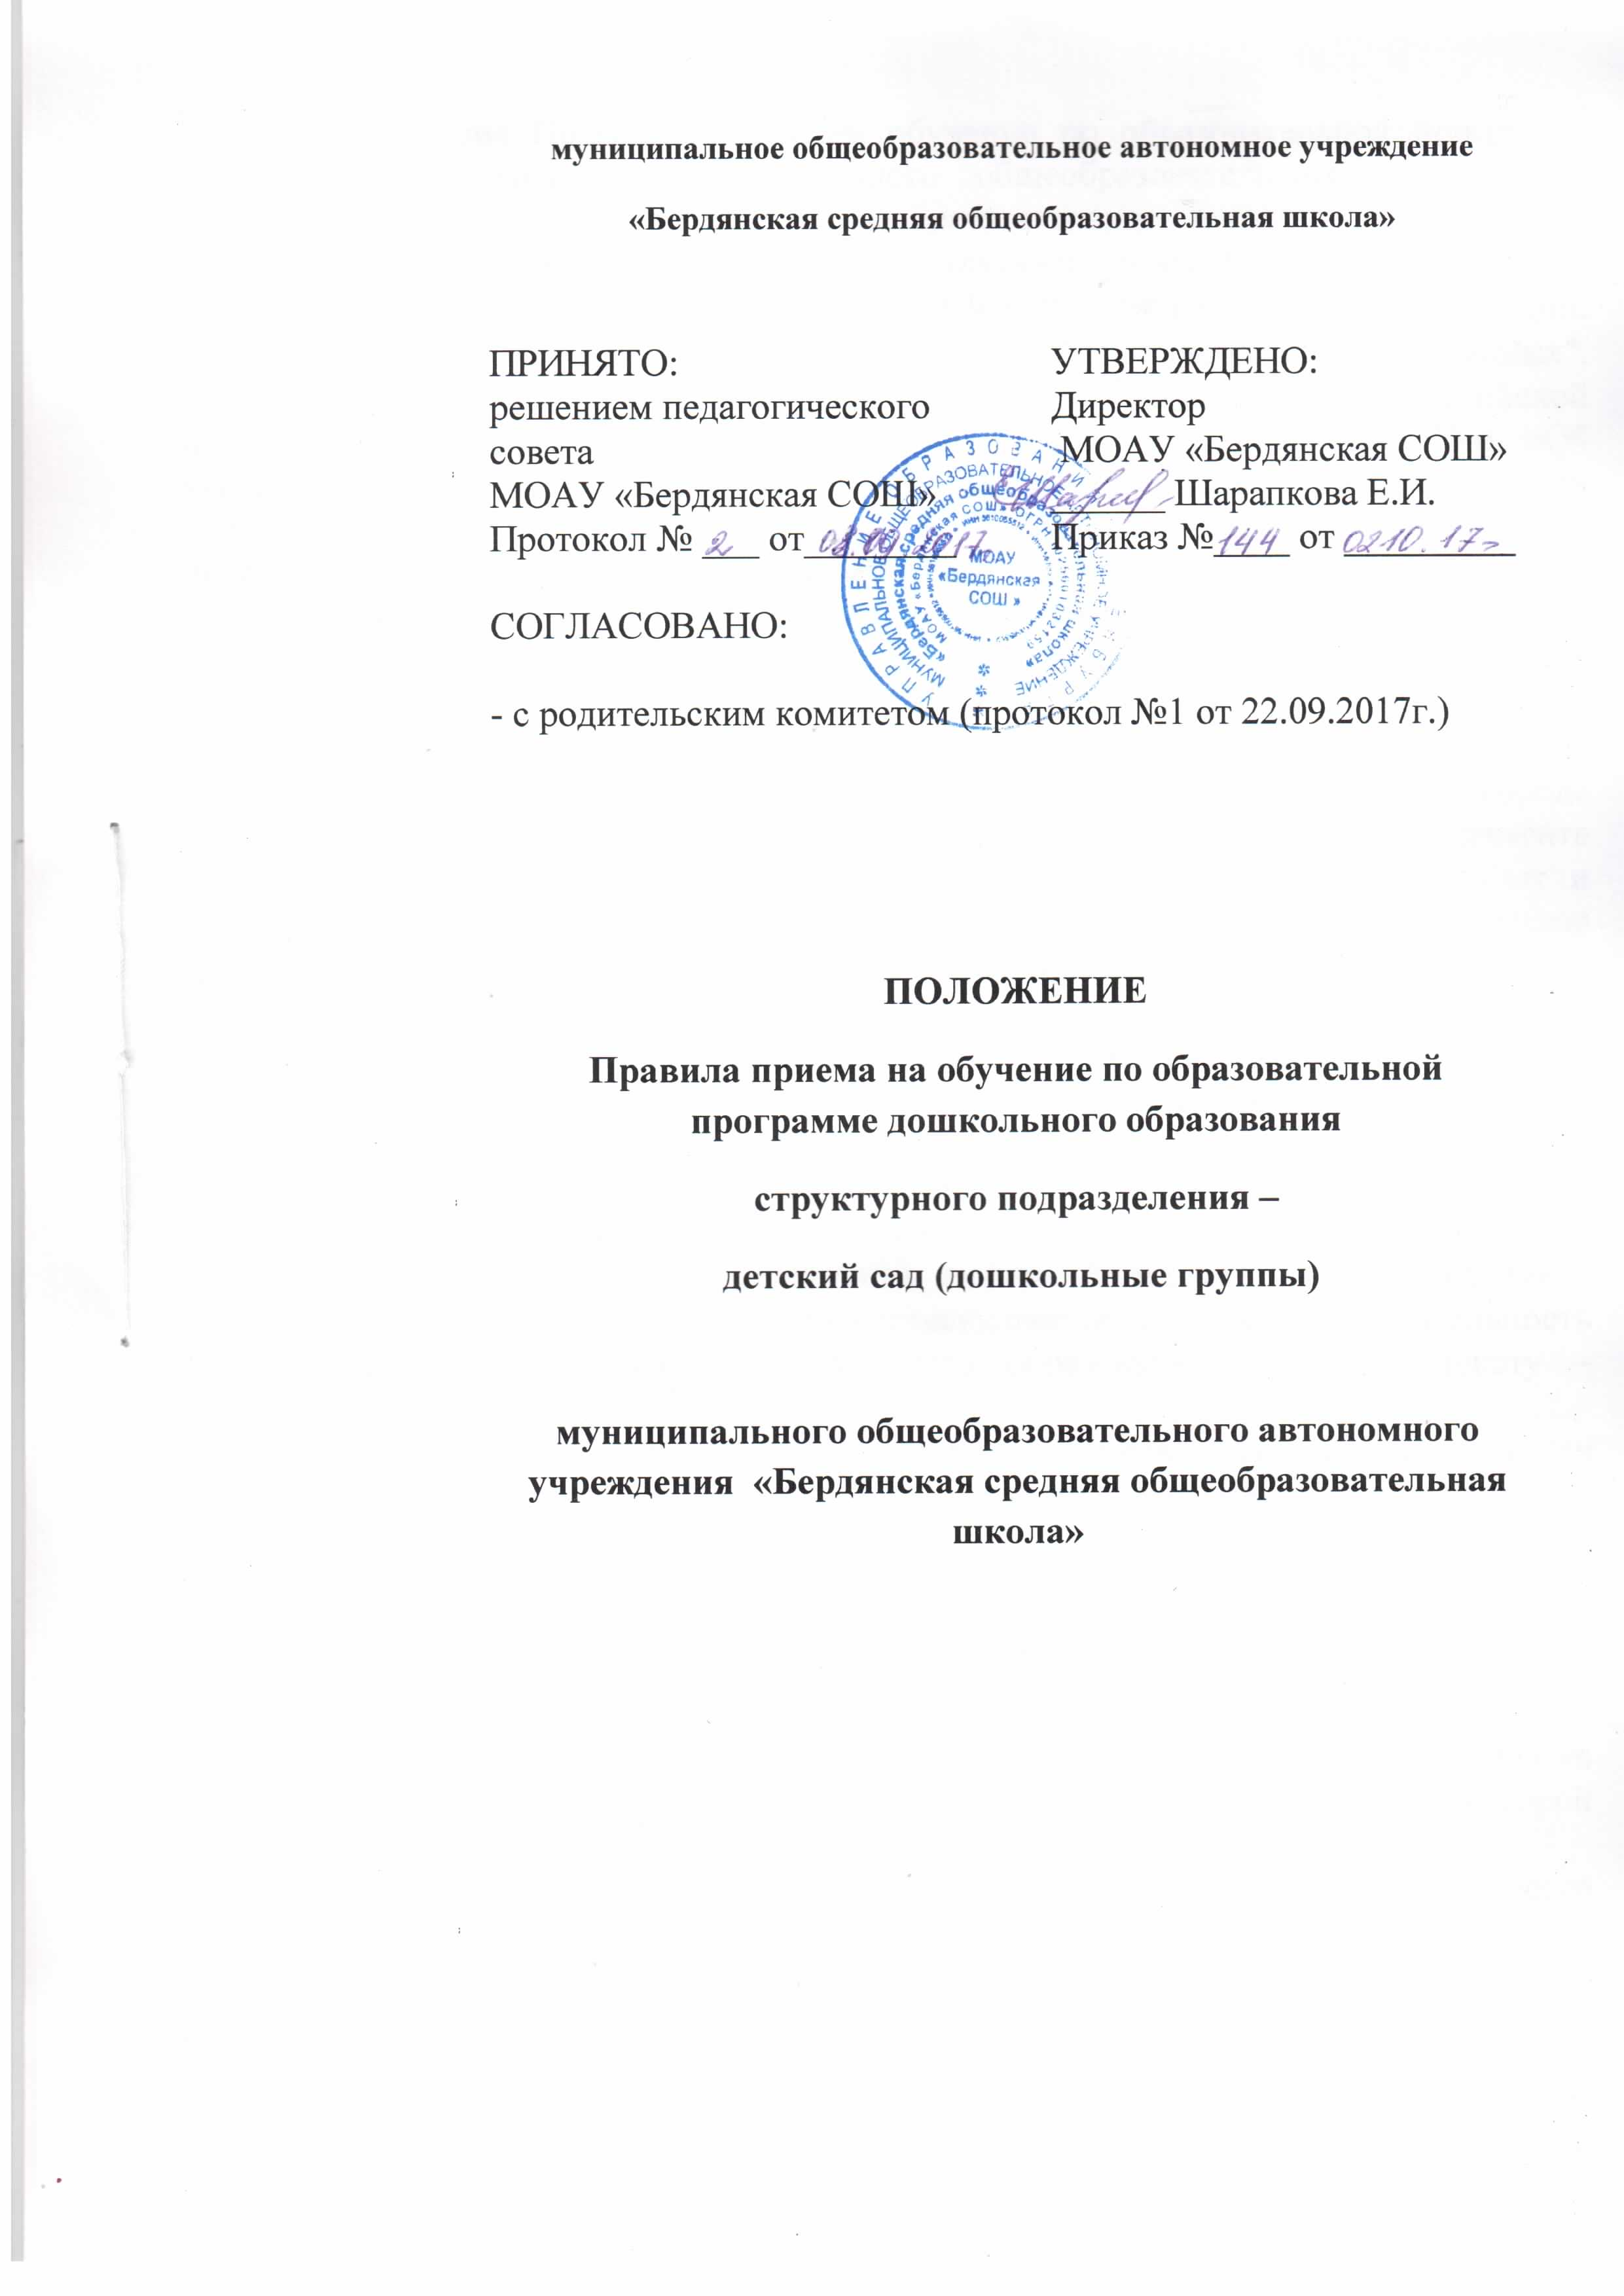 муниципальное общеобразовательное автономное учреждение
«Бердянская средняя общеобразовательная школа»
ПРИНЯТО:
решением педагогического
совета
МОАУ «Бердянская СОШ»
Протокол № 2 от
УТВЕРЖДЕНО:
Директор
МОАУ «Бердянская СОШ»
Шарапкова Е.И.
Приказ №144 от 0210.17г
МОАУ
«Бердянская
СОШ »
СОГЛАСОВАНО:
- с родительским комитетом (протокол №1 от 22.09.2017г.)
ПОЛОЖЕНИЕ
Правила приема на обучение по образовательной
программе дошкольного образования
структурного подразделения –
детский сад (дошкольные группы)
муниципального общеобразовательного автономного
учреждения «Бердянская средняя общеобразовательная
школа»